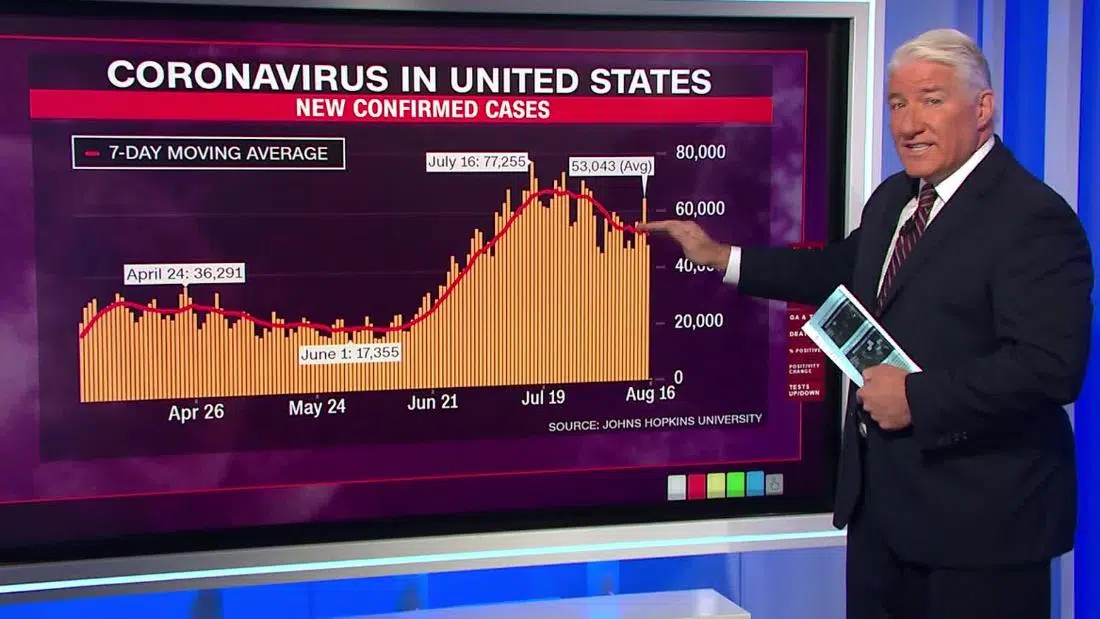 CORONAVIRUS IN UNITED STATES
NEW CONFIRMED CASES
7-DAY MOVING AVERAGE
July 16: 77,255
53,043 (Avg)
80,000
60,000
April 24: 36,291
20,000
June 1: 17,355
0
Apr 26
May 24
Jun 21
Jul 19
Aug 16
SOURCE: JOHNS HOPKINS UNIVERSITY
% POSITIVE
POSITIVITY
CHANGE
TESTS
UP/DOWN